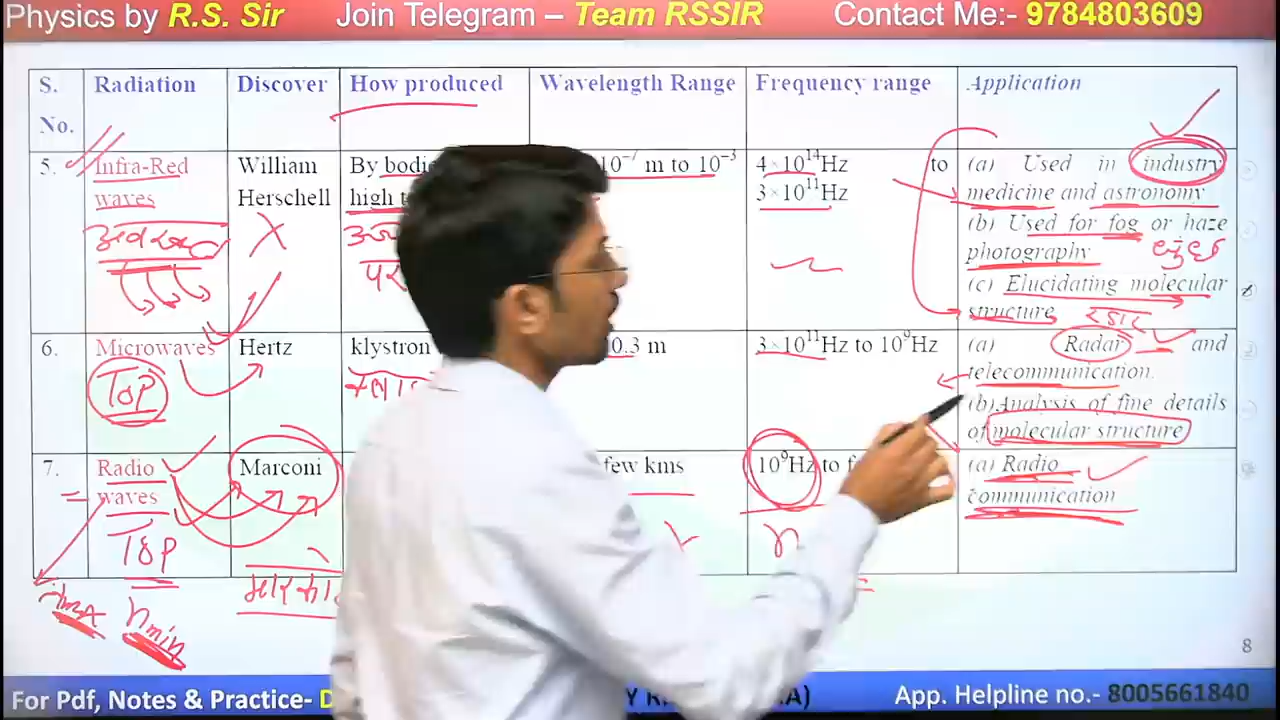 Physics by R.S. Sir Join Telegram – Team RSSIR Contact Me:- 9784803609
S. No. Radiation Discover How produced Wavelength Range Frequency range Application
5. Infra-Red waves
अवरक्त
William Herschell
By
high
10⁻³
4×10¹⁴Hz to
3×10¹¹Hz
(a) Used in industry
medicine and astronomy
(b) Used for fog or haze
photography
(c) Elucidating molecular
structure
रडार
6. Microwaves
TOP
Hertz
klystron
0.3 m
3×10¹¹Hz to 10⁹Hz
(a) Radar and
telecommunication.
(b)Analysis of fine details
of molecular structure
7. Radio
waves
TOP
Marconi
few kms
10⁹Hz to
(a) Radio
communication
λmax nmin
n
8
For Pdf, Notes & Practice- App. Helpline no.- 8005661840